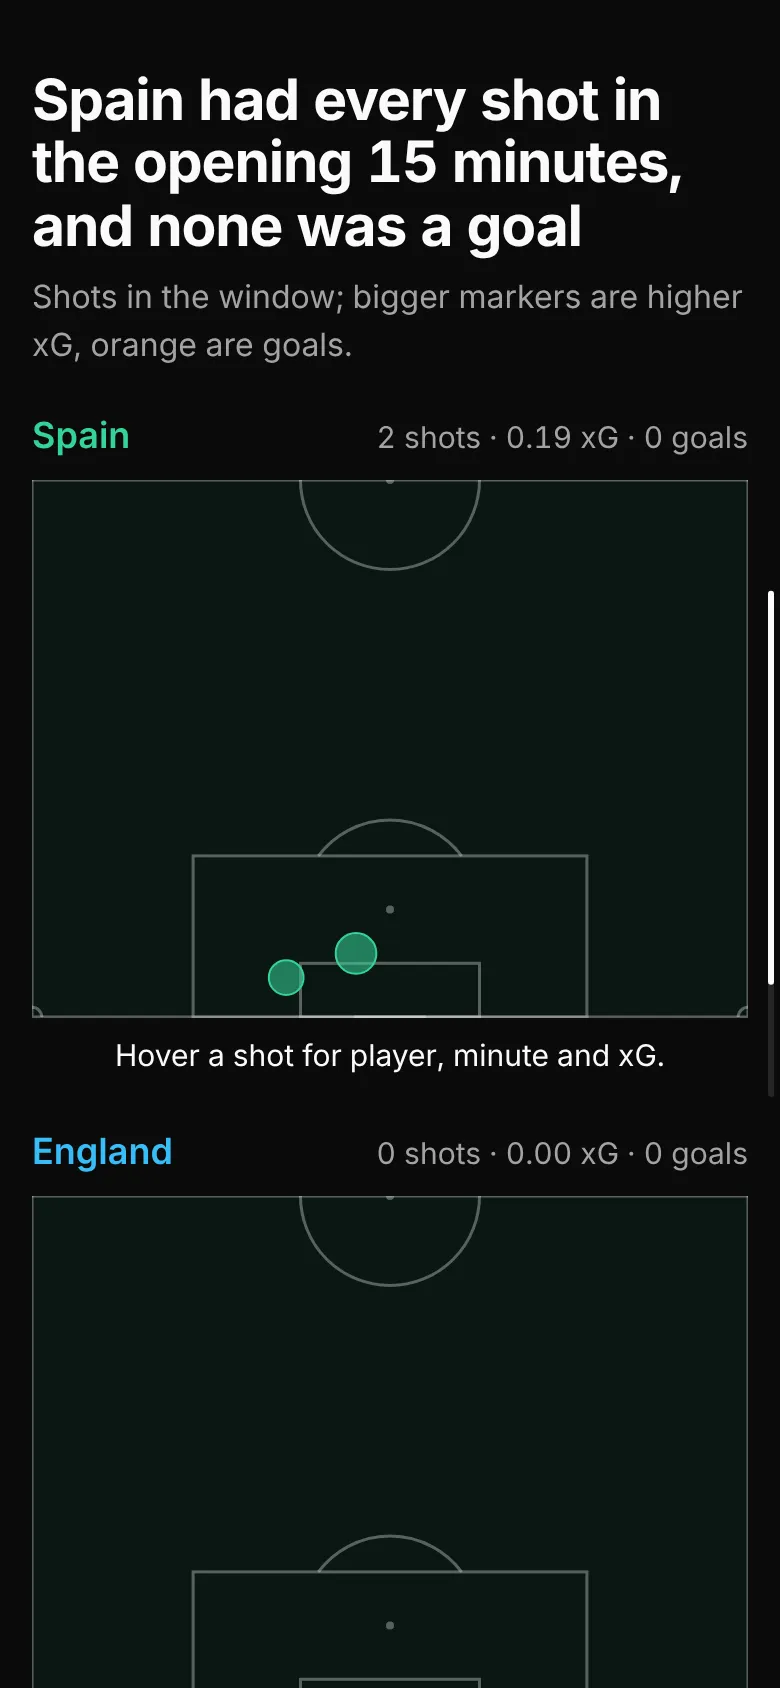 Spain had every shot in
the opening 15 minutes,
and none was a goal
Shots in the window; bigger markers are higher
xG, orange are goals.
Spain
2 shots · 0.19 xG · 0 goals
Hover a shot for player, minute and xG.
England
0 shots · 0.00 xG · 0 goals